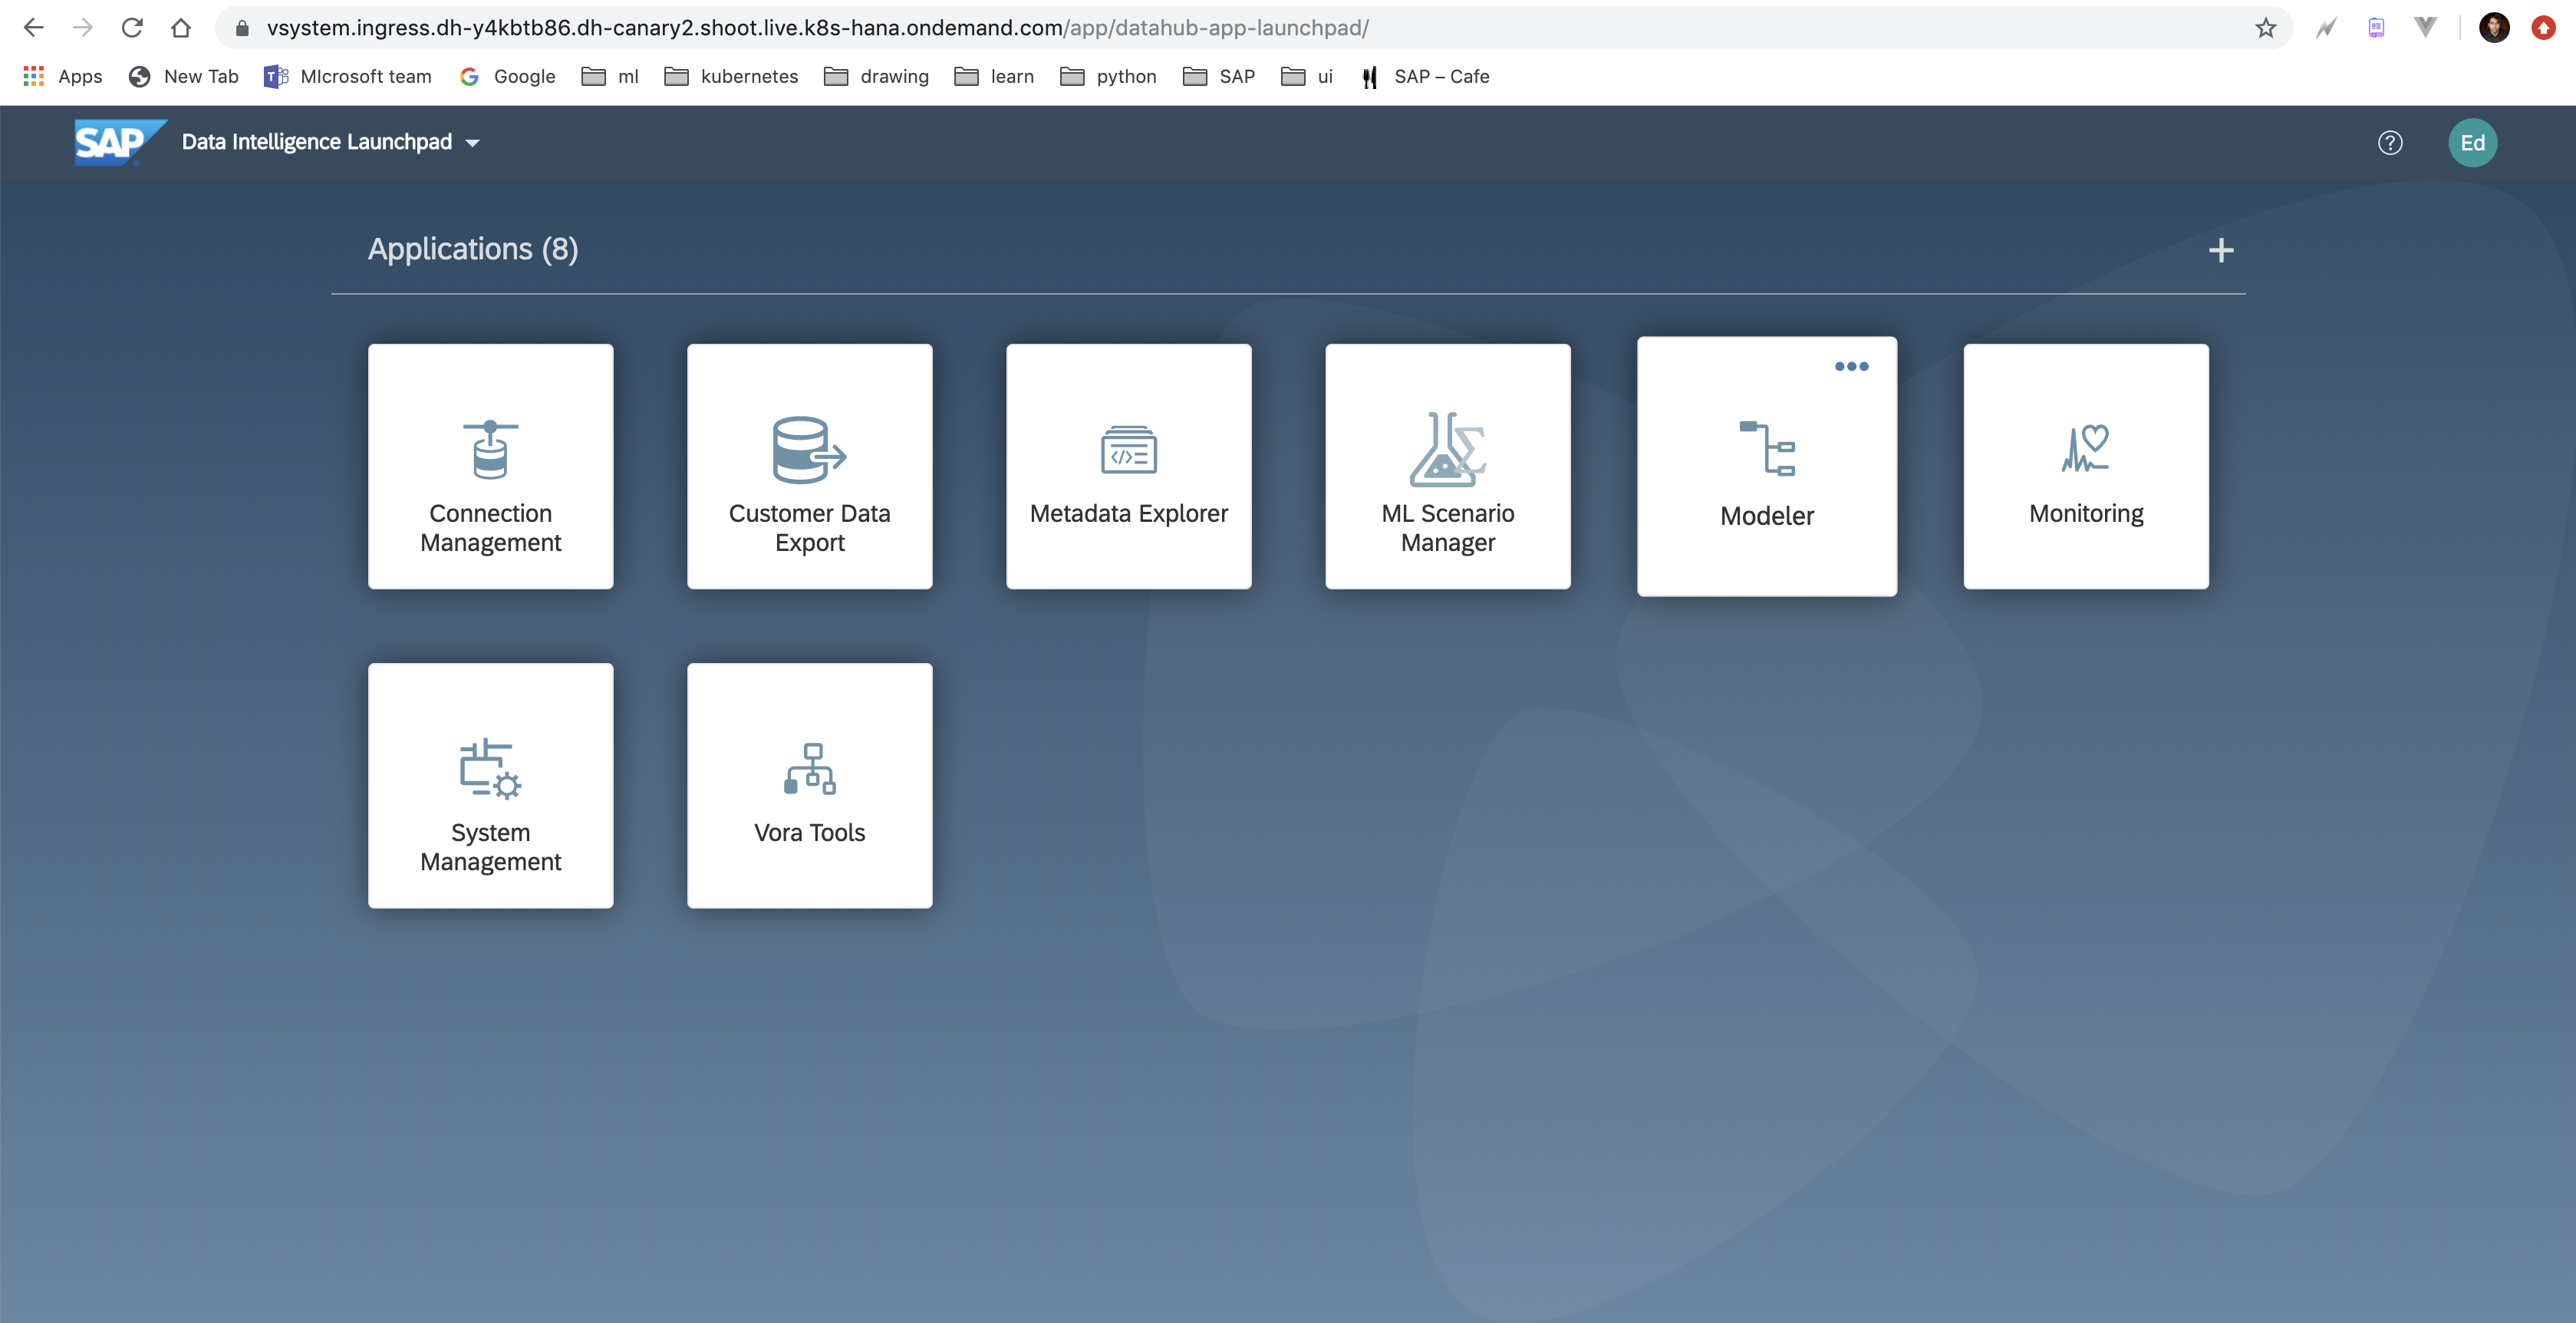 vsystem.ingress.dh-y4kbtb86.dh-canary2.shoot.live.k8s-hana.ondemand.com/app/datahub-app-launchpad/
Apps New Tab MIcrosoft team Google ml kubernetes drawing learn python SAP ui SAP – Cafe
SAP Data Intelligence Launchpad ? Ed
Applications (8) +
Connection
Management
Customer Data
Export
Metadata Explorer
ML Scenario
Manager
Modeler
Monitoring
System
Management
Vora Tools